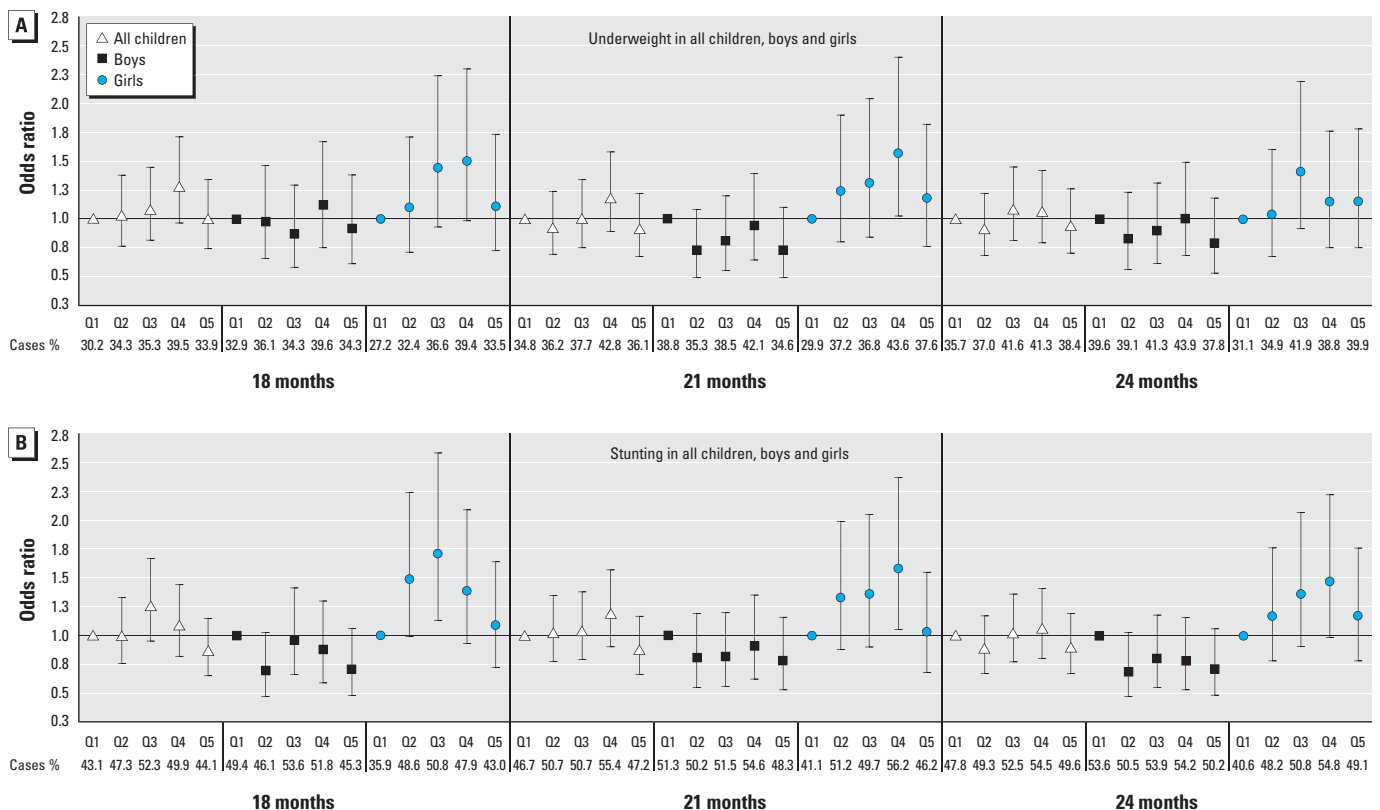 A
2.8
2.5
2.3
2.0
1.8
1.5
1.3
1.0
0.8
0.5
0.3
Odds ratio
All children
Boys
Girls
Underweight in all children, boys and girls
Q1 Q2 Q3 Q4 Q5 Q1 Q2 Q3 Q4 Q5 Q1 Q2 Q3 Q4 Q5 Q1 Q2 Q3 Q4 Q5 Q1 Q2 Q3 Q4 Q5 Q1 Q2 Q3 Q4 Q5 Q1 Q2 Q3 Q4 Q5 Q1 Q2 Q3 Q4 Q5 Q1 Q2 Q3 Q4 Q5
Cases % 30.2 34.3 35.3 39.5 33.9 32.9 36.1 34.3 39.6 34.3 27.2 32.4 36.6 39.4 33.5 34.8 36.2 37.7 42.8 36.1 38.8 35.3 38.5 42.1 34.6 29.9 37.2 36.8 43.6 37.6 35.7 37.0 41.6 41.3 38.4 39.6 39.1 41.3 43.9 37.8 31.1 34.9 41.9 38.8 39.9
18 months 21 months 24 months
B
2.8
2.5
2.3
2.0
1.8
1.5
1.3
1.0
0.8
0.5
0.3
Odds ratio
Stunting in all children, boys and girls
Q1 Q2 Q3 Q4 Q5 Q1 Q2 Q3 Q4 Q5 Q1 Q2 Q3 Q4 Q5 Q1 Q2 Q3 Q4 Q5 Q1 Q2 Q3 Q4 Q5 Q1 Q2 Q3 Q4 Q5 Q1 Q2 Q3 Q4 Q5 Q1 Q2 Q3 Q4 Q5 Q1 Q2 Q3 Q4 Q5
Cases % 43.1 47.3 52.3 49.9 44.1 49.4 46.1 53.6 51.8 45.3 35.9 48.6 50.8 47.9 43.0 46.7 50.7 50.7 55.4 47.2 51.3 50.2 51.5 54.6 48.3 41.1 51.2 49.7 56.2 46.2 47.8 49.3 52.5 54.5 49.6 53.6 50.5 53.9 54.2 50.2 40.6 48.2 50.8 54.8 49.1
18 months 21 months 24 months